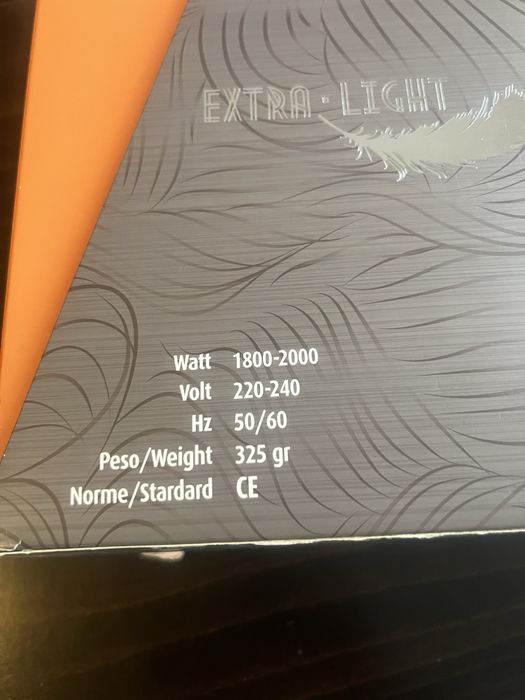 EXTRA-LIGHT
Watt 1800-2000
Volt 220-240
Hz 50/60
Peso/Weight 325 gr
Norme/Stardard CE